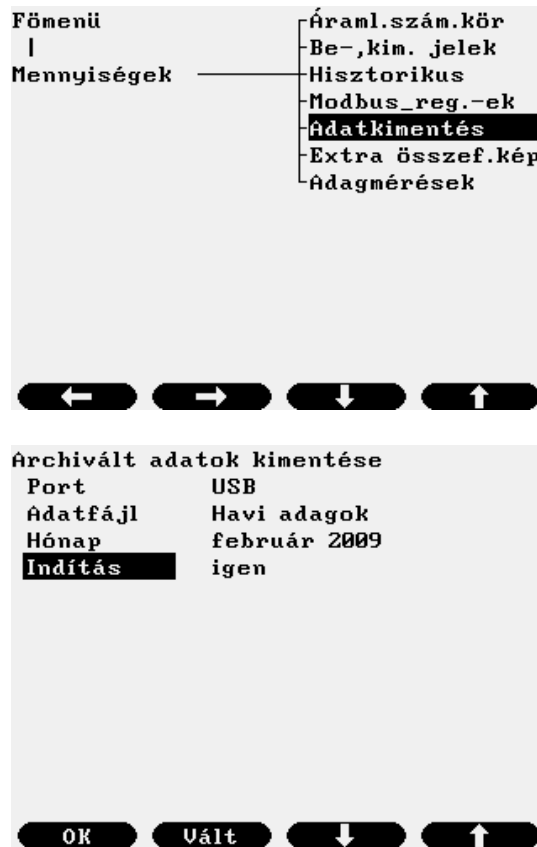 Főmenü
Áraml.szám.kör
Be-,kim. jelek
Mennyiségek
Hisztorikus
Modbus_reg.-ek
Adatkimentés
Extra összef.kép
Adagmérések
Archivált adatok kimentése
Port USB
Adatfájl Havi adagok
Hónap február 2009
Indítás igen
OK Vált